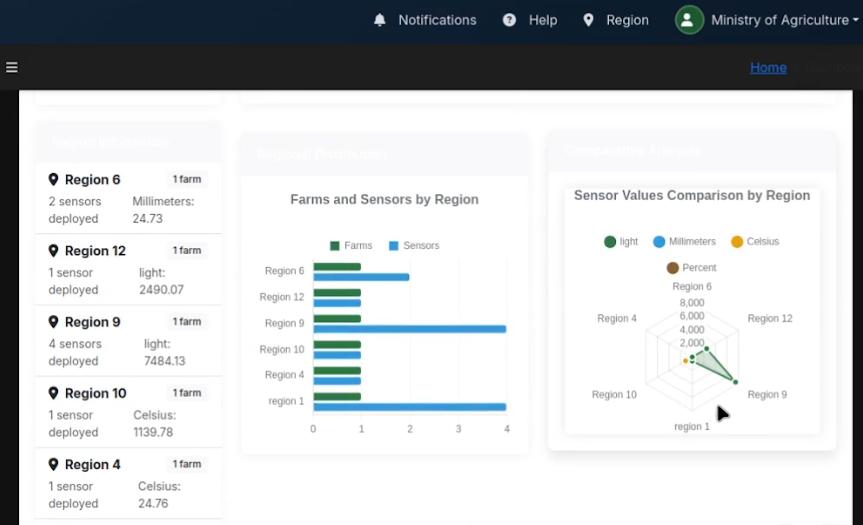 Notifications
Help
Region
Ministry of Agriculture
Home
Region 6
1 farm
2 sensors deployed
Millimeters: 24.73
Region 12
1 farm
1 sensor deployed
light: 2490.07
Region 9
1 farm
4 sensors deployed
light: 7484.13
Region 10
1 farm
1 sensor deployed
Celsius: 1139.78
Region 4
1 farm
1 sensor deployed
Celsius: 24.76
Regional Distribution
Farms and Sensors by Region
Farms
Sensors
Region 6
Region 12
Region 9
Region 10
Region 4
region 1
0
1
2
3
4
Comparative Analysis
Sensor Values Comparison by Region
light
Millimeters
Celsius
Percent
Region 6
8,000
6,000
4,000
2,000
Region 4
Region 12
Region 10
Region 9
region 1